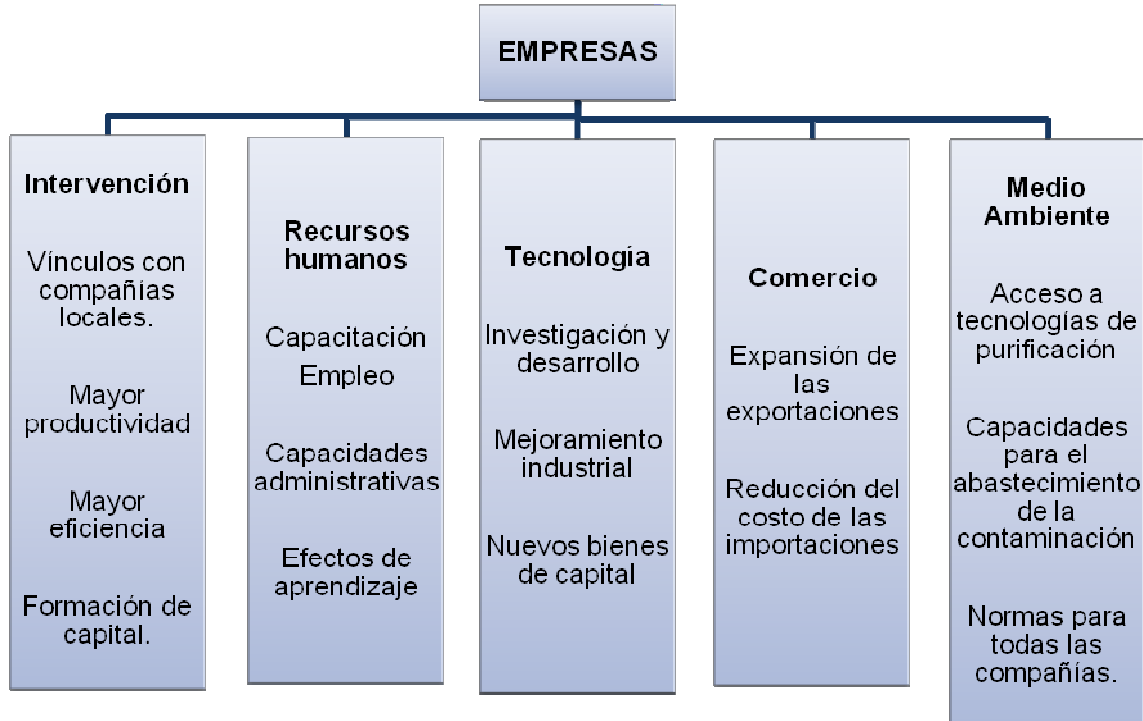 EMPRESAS
Intervención
Vínculos con
compañías
locales.
Mayor
productividad
Mayor
eficiencia
Formación de
capital.
Recursos
humanos
Capacitación
Empleo
Capacidades
administrativas
Efectos de
aprendizaje
Tecnología
Investigación y
desarrollo
Mejoramiento
industrial
Nuevos bienes
de capital
Comercio
Expansión de
las
exportaciones
Reducción del
costo de las
importaciones
Medio
Ambiente
Acceso a
tecnologías de
purificación
Capacidades
para el
abastecimiento
de la
contaminación
Normas para
todas las
compañías.